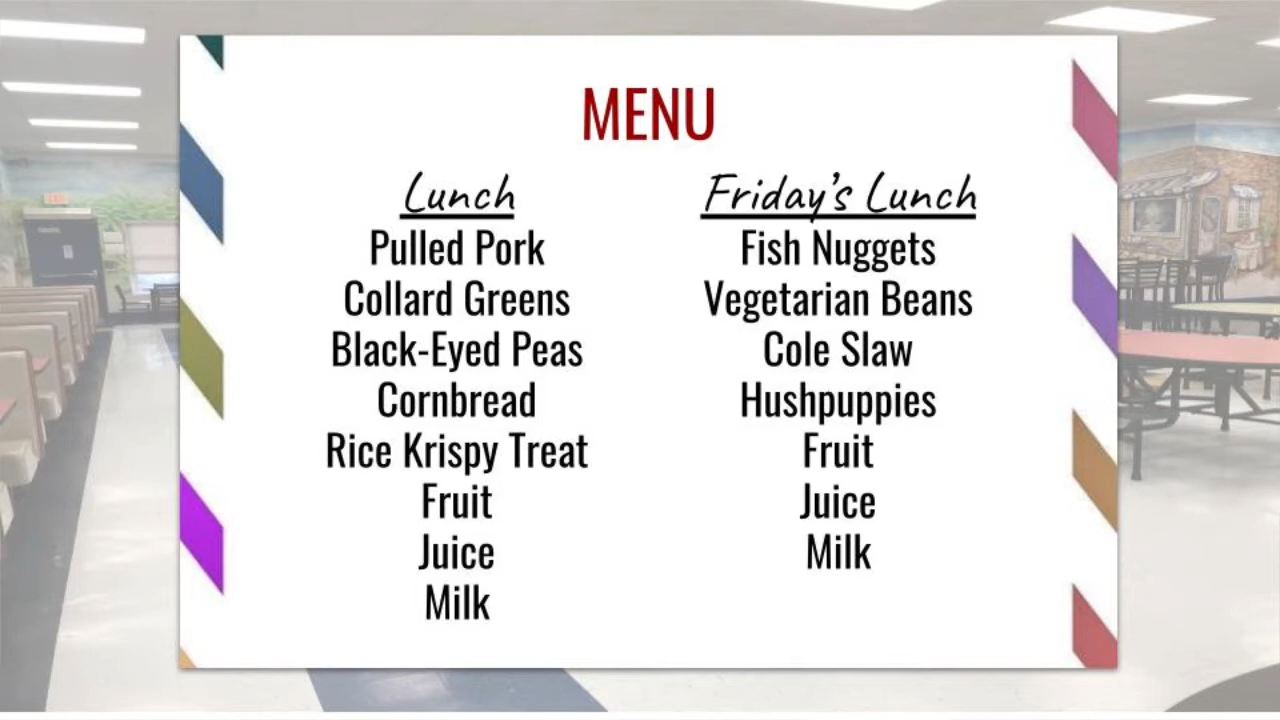 MENU
Lunch
Pulled Pork
Collard Greens
Black-Eyed Peas
Cornbread
Rice Krispy Treat
Fruit
Juice
Milk
Friday's Lunch
Fish Nuggets
Vegetarian Beans
Cole Slaw
Hushpuppies
Fruit
Juice
Milk